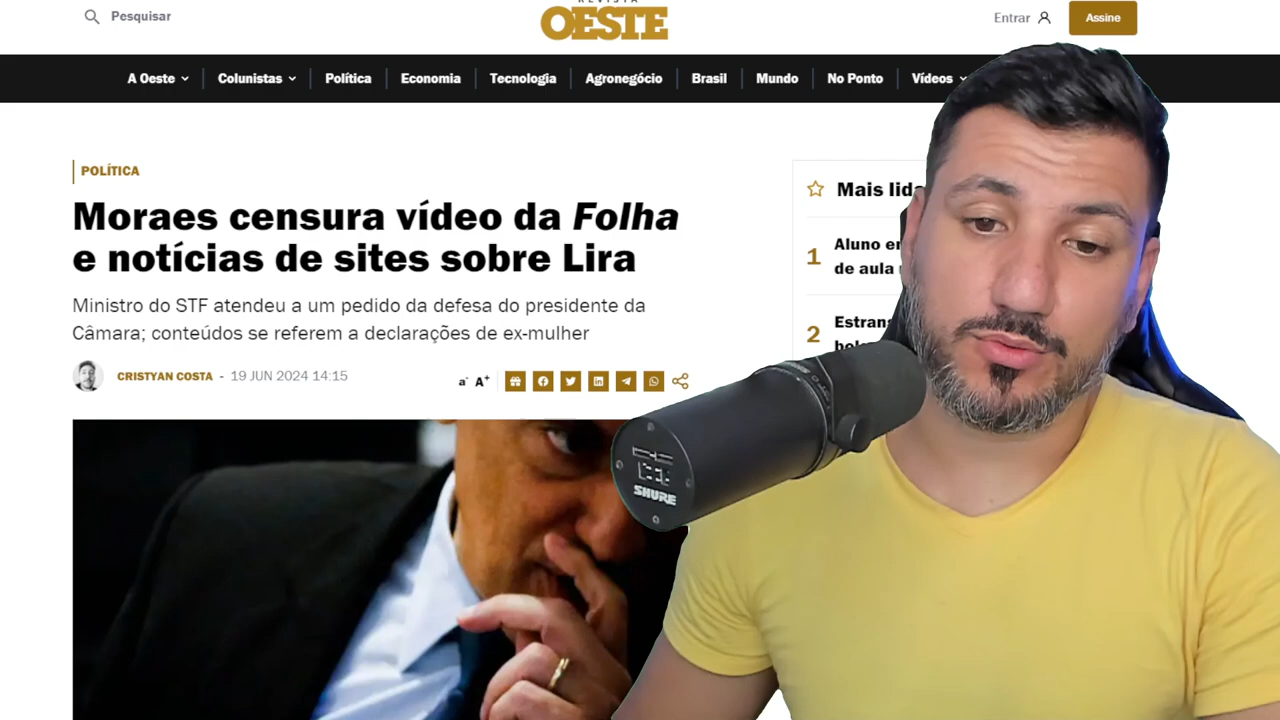 REVISTA
Pesquisar
OESTE
Entrar
Assine
A Oeste
Colunistas
Política
Economia
Tecnologia
Agronegócio
Brasil
Mundo
No Ponto
Vídeos
POLÍTICA
Moraes censura vídeo da Folha
e notícias de sites sobre Lira
Ministro do STF atendeu a um pedido da defesa do presidente da
Câmara; conteúdos se referem a declarações de ex-mulher
CRISTYAN COSTA - 19 JUN 2024 14:15
a- A+
Mais
1
Aluno
de aula
2
SHURE